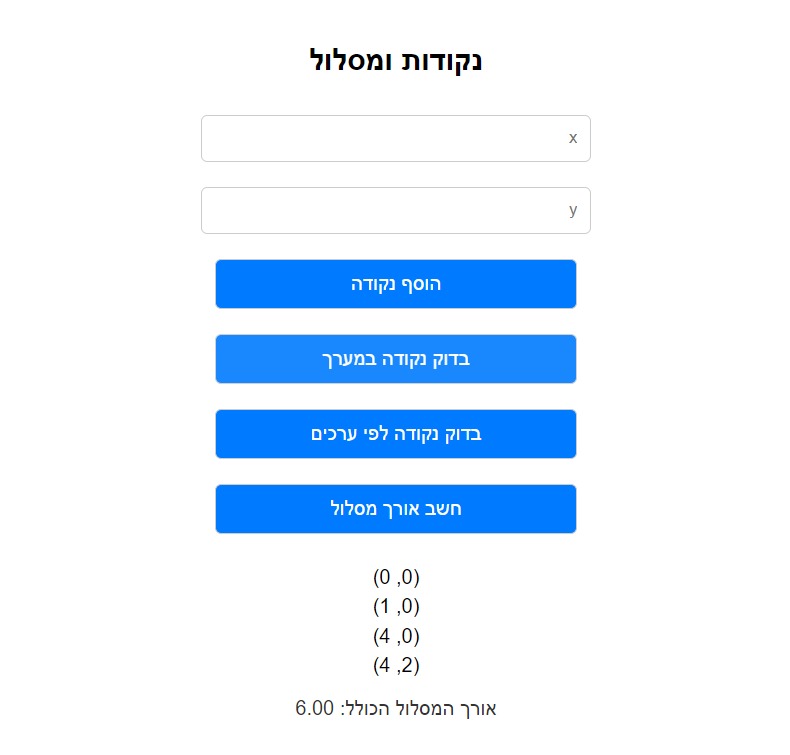 נקודות ומסלול
x
y
הוסף נקודה
בדוק נקודה במערך
בדוק נקודה לפי ערכים
חשב אורך מסלול
(0, 0)
(0, 1)
(0, 4)
(2, 4)
אורך המסלול הכולל: 6.00